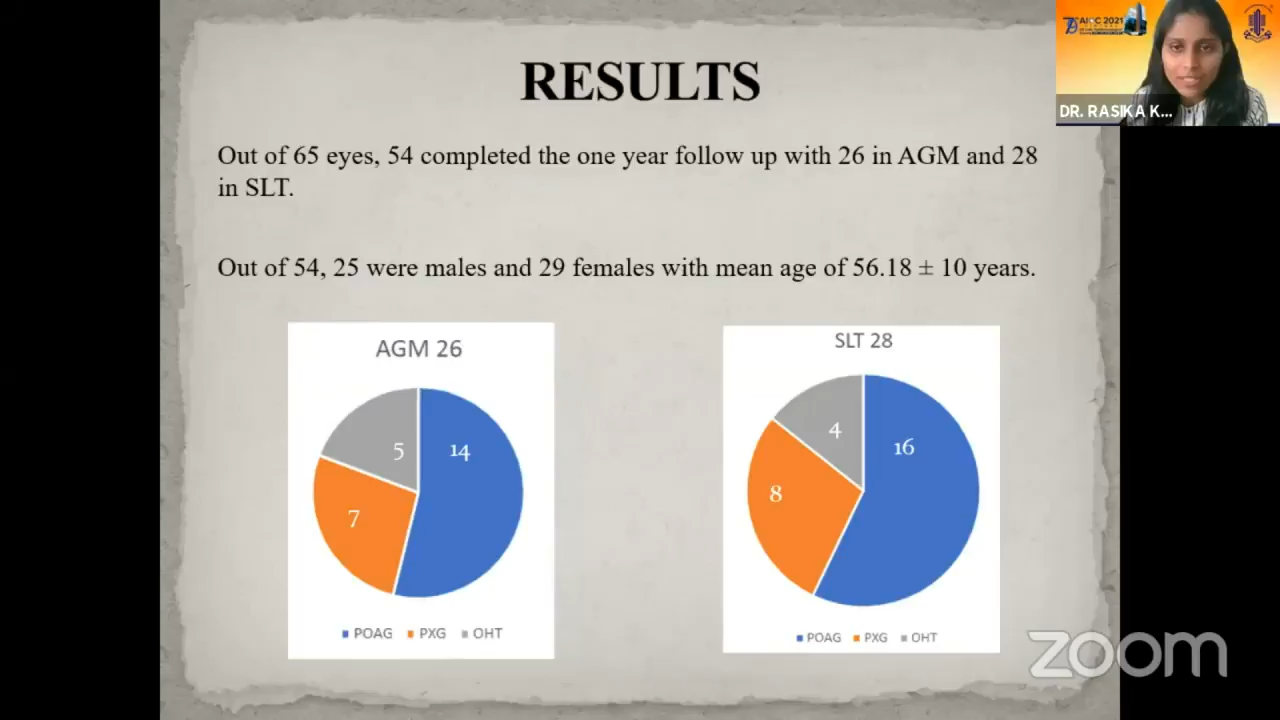 RESULTS
AIOC 2021
DR. RASIKA K...
Out of 65 eyes, 54 completed the one year follow up with 26 in AGM and 28
in SLT.
Out of 54, 25 were males and 29 females with mean age of 56.18 ± 10 years.
AGM 26
5
14
7
POAG PXG OHT
SLT 28
4
16
8
POAG PXG OHT
zoom